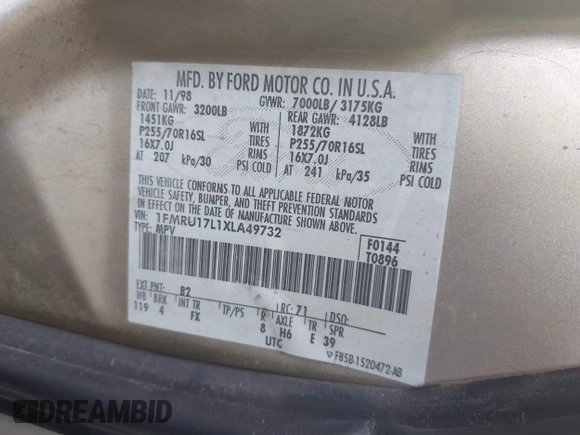 MFD. BY FORD MOTOR CO. IN U.S.A.
DATE: 11/98 GVWR: 7000LB/ 3175KG
FRONT GAWR: 3200LB REAR GAWR: 4128LB
1451KG WITH 1872KG WITH
P255/70R16SL TIRES P255/70R16SL TIRES
16X7.0J RIMS 16X7.0J RIMS
AT 207 kPa/30 PSI COLD AT 241 kPa/35 PSI COLD
THIS VEHICLE CONFORMS TO ALL APPLICABLE FEDERAL MOTOR
VEHICLE SAFETY, BUMPER, AND THEFT PREVENTION STANDARDS
IN EFFECT ON THE DATE OF MANUFACTURE SHOWN ABOVE.
VIN: 1FMRU17L1XLA49732
TYPE: MPV
F0144
T0896
EXT PNT: B2 RC: 71 DSO:
WB BRK INT TR TP/PS R AXLE TR SPR
119 4 FX 8 H6 E 39
UTC
▽ F85B-1520472-AB
DREAMBID